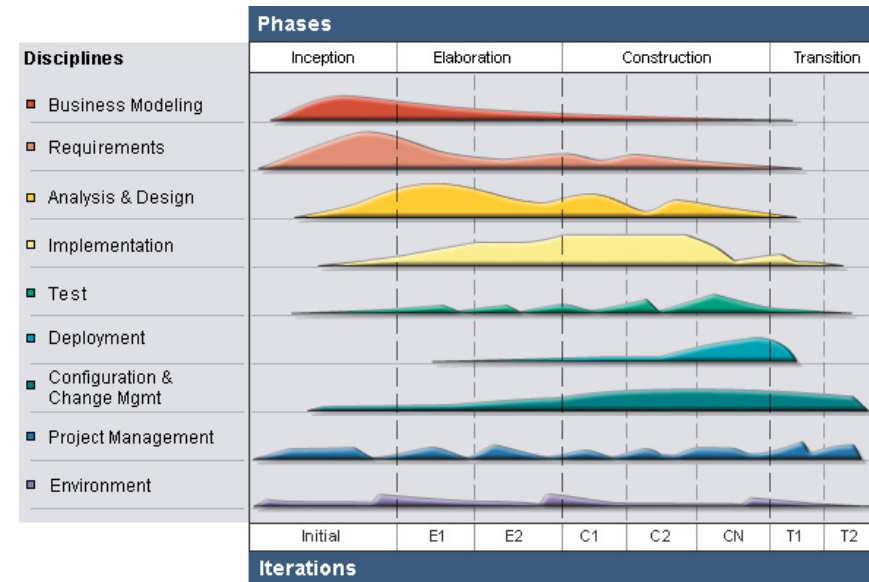 Phases
Disciplines
Inception
Elaboration
Construction
Transition
Business Modeling
Requirements
Analysis & Design
Implementation
Test
Deployment
Configuration &
Change Mgmt
Project Management
Environment
Initial
E1
E2
C1
C2
CN
T1
T2
Iterations